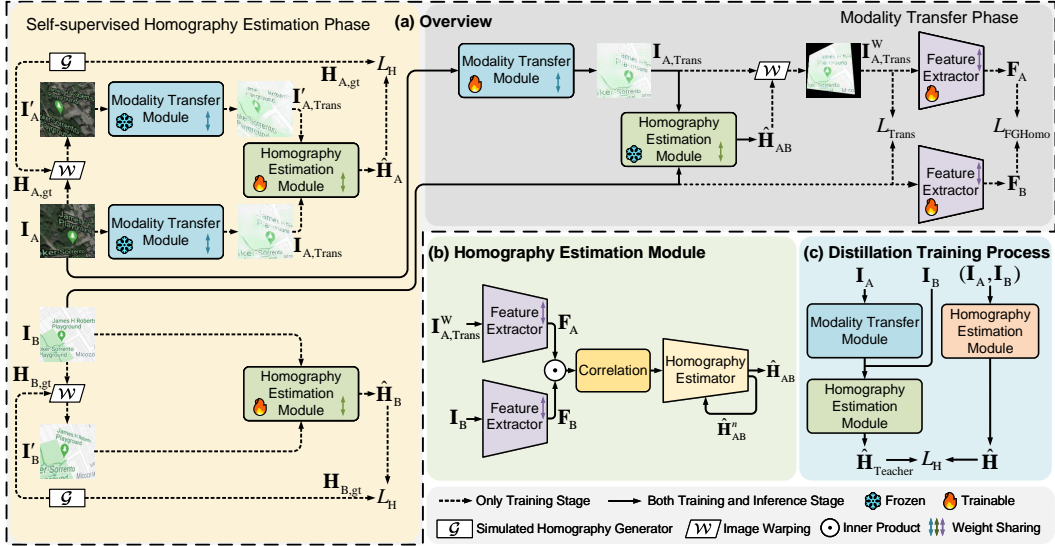 Self-supervised Homography Estimation Phase
(a) Overview
Modality Transfer Phase
𝒢
H_A,gt
L_H
I′_A
Modality Transfer
Module
I′_A,Trans
H_A,gt
𝒲
Homography
Estimation
Module
Ĥ_A
I_A
Modality Transfer
Module
I_A,Trans
Modality Transfer
Module
I_A,Trans
𝒲
I^W_A,Trans
Feature
Extractor
F_A
Homography
Estimation
Module
Ĥ_AB
L_Trans
L_FGHomo
Feature
Extractor
F_B
I_B
James H Roberts
Playground
H_B,gt
𝒲
Homography
Estimation
Module
Ĥ_B
I′_B
H_B,gt
𝒢
L_H
(b) Homography Estimation Module
I^W_A,Trans
Feature
Extractor
F_A
Correlation
Homography
Estimator
Ĥ_AB
I_B
Feature
Extractor
F_B
Ĥ^n_AB
(c) Distillation Training Process
I_A
I_B
(I_A, I_B)
Modality Transfer
Module
Homography
Estimation
Module
Homography
Estimation
Module
Ĥ_Teacher
L_H
Ĥ
Only Training Stage
Both Training and Inference Stage
Frozen
Trainable
𝒢 Simulated Homography Generator
𝒲 Image Warping
Inner Product
Weight Sharing